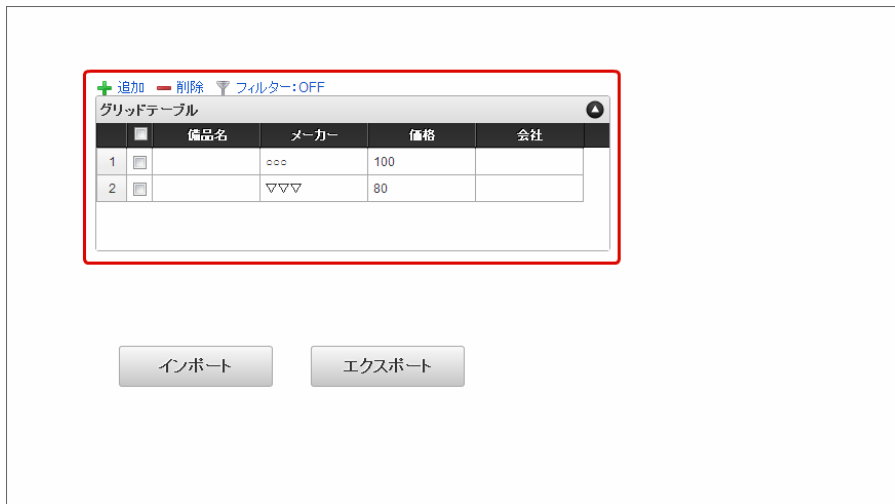 追加 削除 フィルター:OFF
グリッドテーブル
備品名 メーカー 価格 会社
1 ○○○ 100
2 ▽▽▽ 80
インポート エクスポート